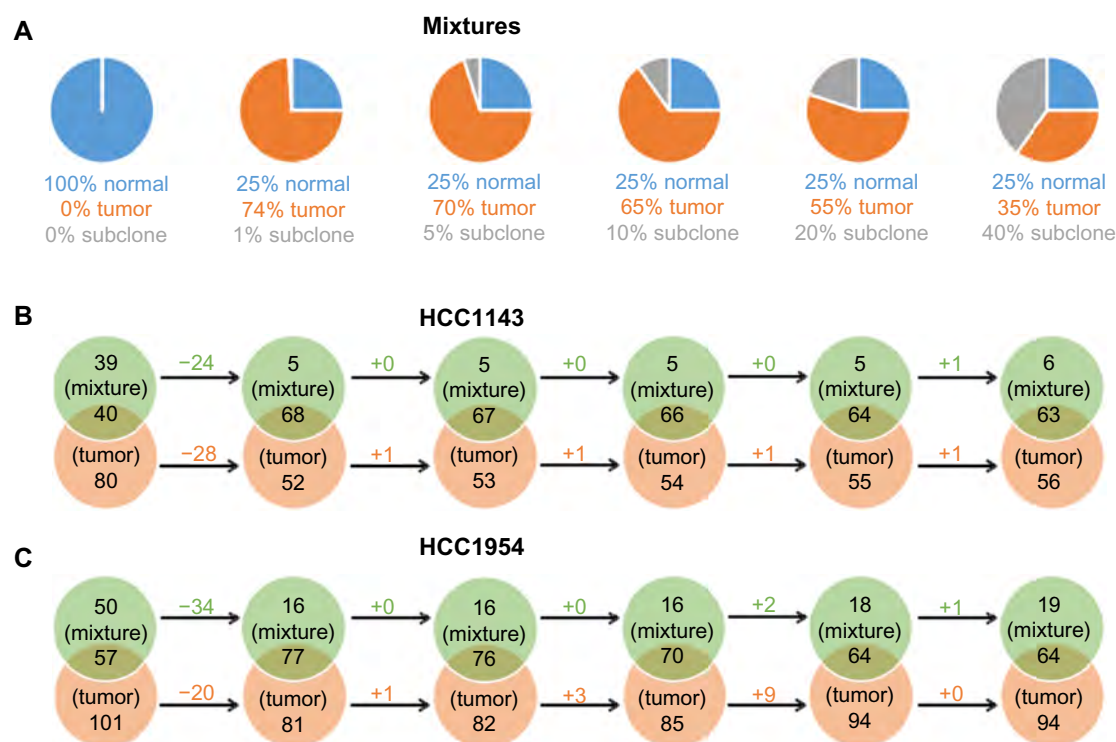 A
Mixtures
100% normal
0% tumor
0% subclone
25% normal
74% tumor
1% subclone
25% normal
70% tumor
5% subclone
25% normal
65% tumor
10% subclone
25% normal
55% tumor
20% subclone
25% normal
35% tumor
40% subclone
B
HCC1143
39
(mixture)
40
(tumor)
80
−24
−28
5
(mixture)
68
(tumor)
52
+0
+1
5
(mixture)
67
(tumor)
53
+0
+1
5
(mixture)
66
(tumor)
54
+0
+1
5
(mixture)
64
(tumor)
55
+1
+1
6
(mixture)
63
(tumor)
56
C
HCC1954
50
(mixture)
57
(tumor)
101
−34
−20
16
(mixture)
77
(tumor)
81
+0
+1
16
(mixture)
76
(tumor)
82
+0
+3
16
(mixture)
70
(tumor)
85
+2
+9
18
(mixture)
64
(tumor)
94
+1
+0
19
(mixture)
64
(tumor)
94